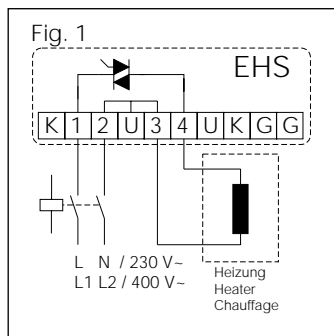 Fig. 1
EHS
K 1 2 U 3 4 U K G G
L N / 230 V~
L1 L2 / 400 V~
Heizung
Heater
Chauffage